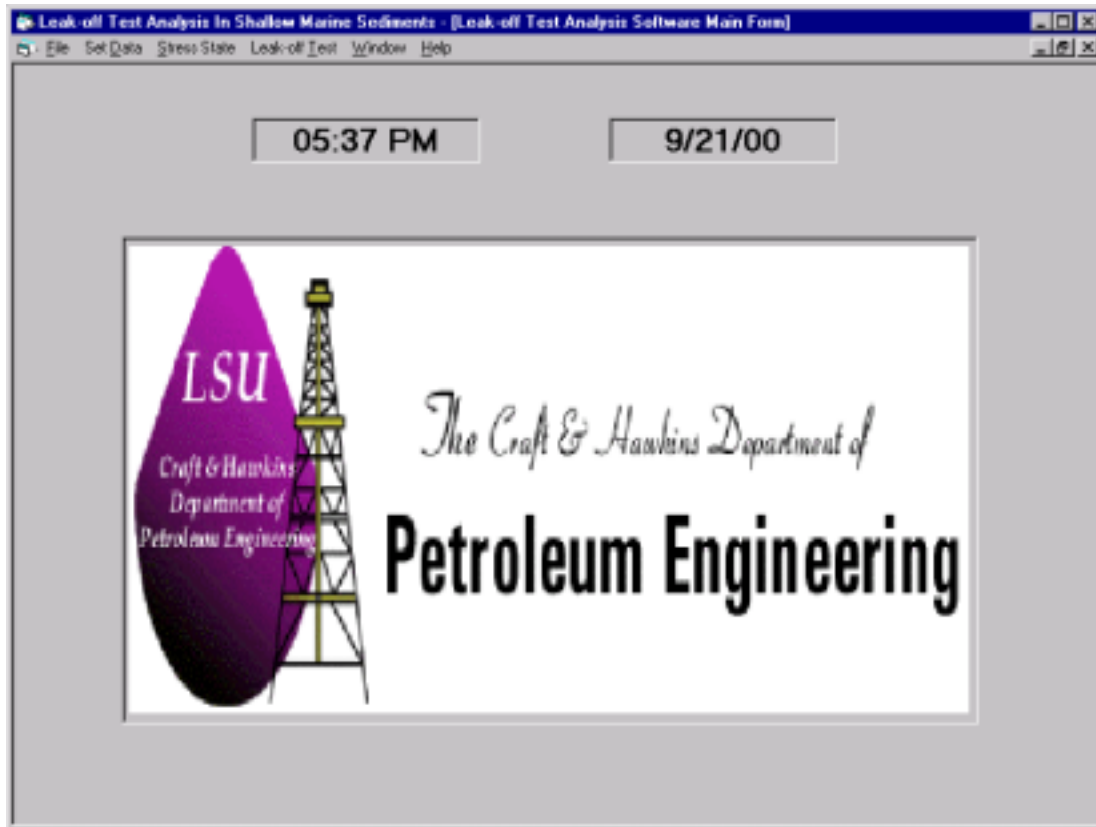 Leak-off Test Analysis In Shallow Marine Sediments - [Leak-off Test Analysis Software Main Form]
File Set Data Stress State Leak-off Test Window Help
05:37 PM 9/21/00
LSU
Craft & Hawkins
Department of
Petroleum Engineering
The Craft & Hawkins Department of
Petroleum Engineering